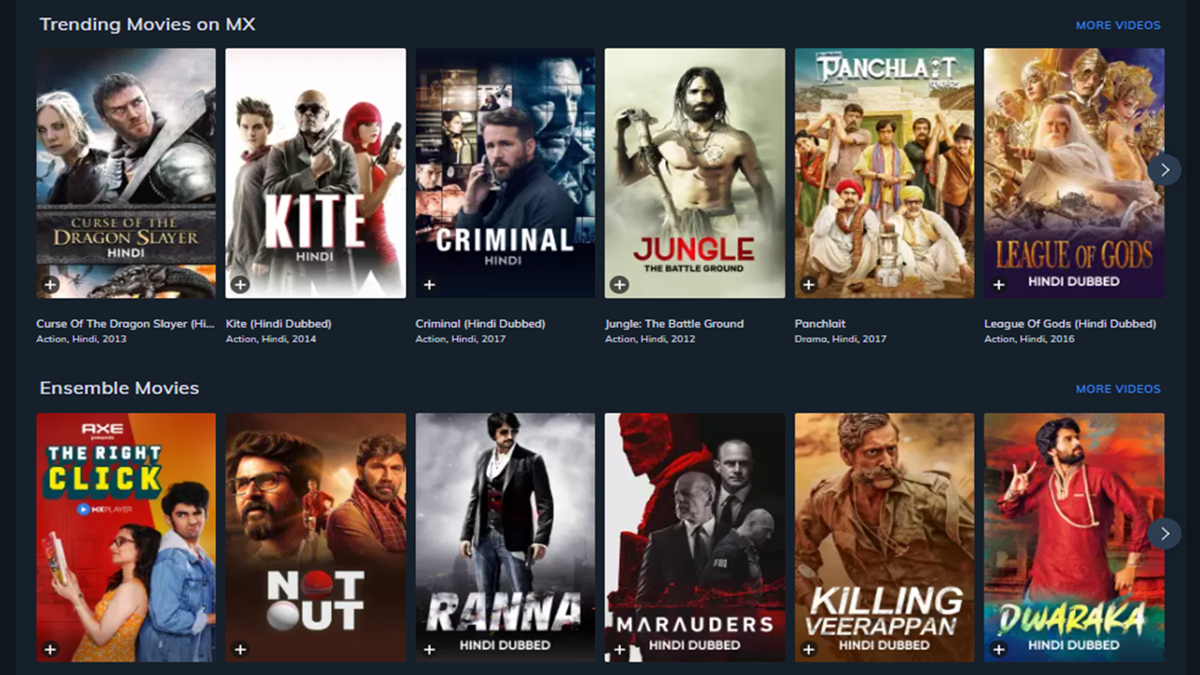 Trending Movies on MX
MORE VIDEOS
CURSE OF THE
DRAGON SLAYER
HINDI
KITE
HINDI
CRIMINAL
HINDI
JUNGLE
THE BATTLE GROUND
PANCHLAIT
LEAGUE OF GODS
HINDI DUBBED
Curse Of The Dragon Slayer (Hi...
Action, Hindi, 2013
Kite (Hindi Dubbed)
Action, Hindi, 2014
Criminal (Hindi Dubbed)
Action, Hindi, 2017
Jungle: The Battle Ground
Action, Hindi, 2012
Panchlait
Drama, Hindi, 2017
League Of Gods (Hindi Dubbed)
Action, Hindi, 2016
Ensemble Movies
MORE VIDEOS
AXE
presents
THE RIGHT
CLICK
MXPLAYER
NOT
OUT
RANNA
HINDI DUBBED
FBI
MARAUDERS
HINDI DUBBED
KiLLING
VEERAPPAN
HINDI DUBBED
DWARAKA
HINDI DUBBED